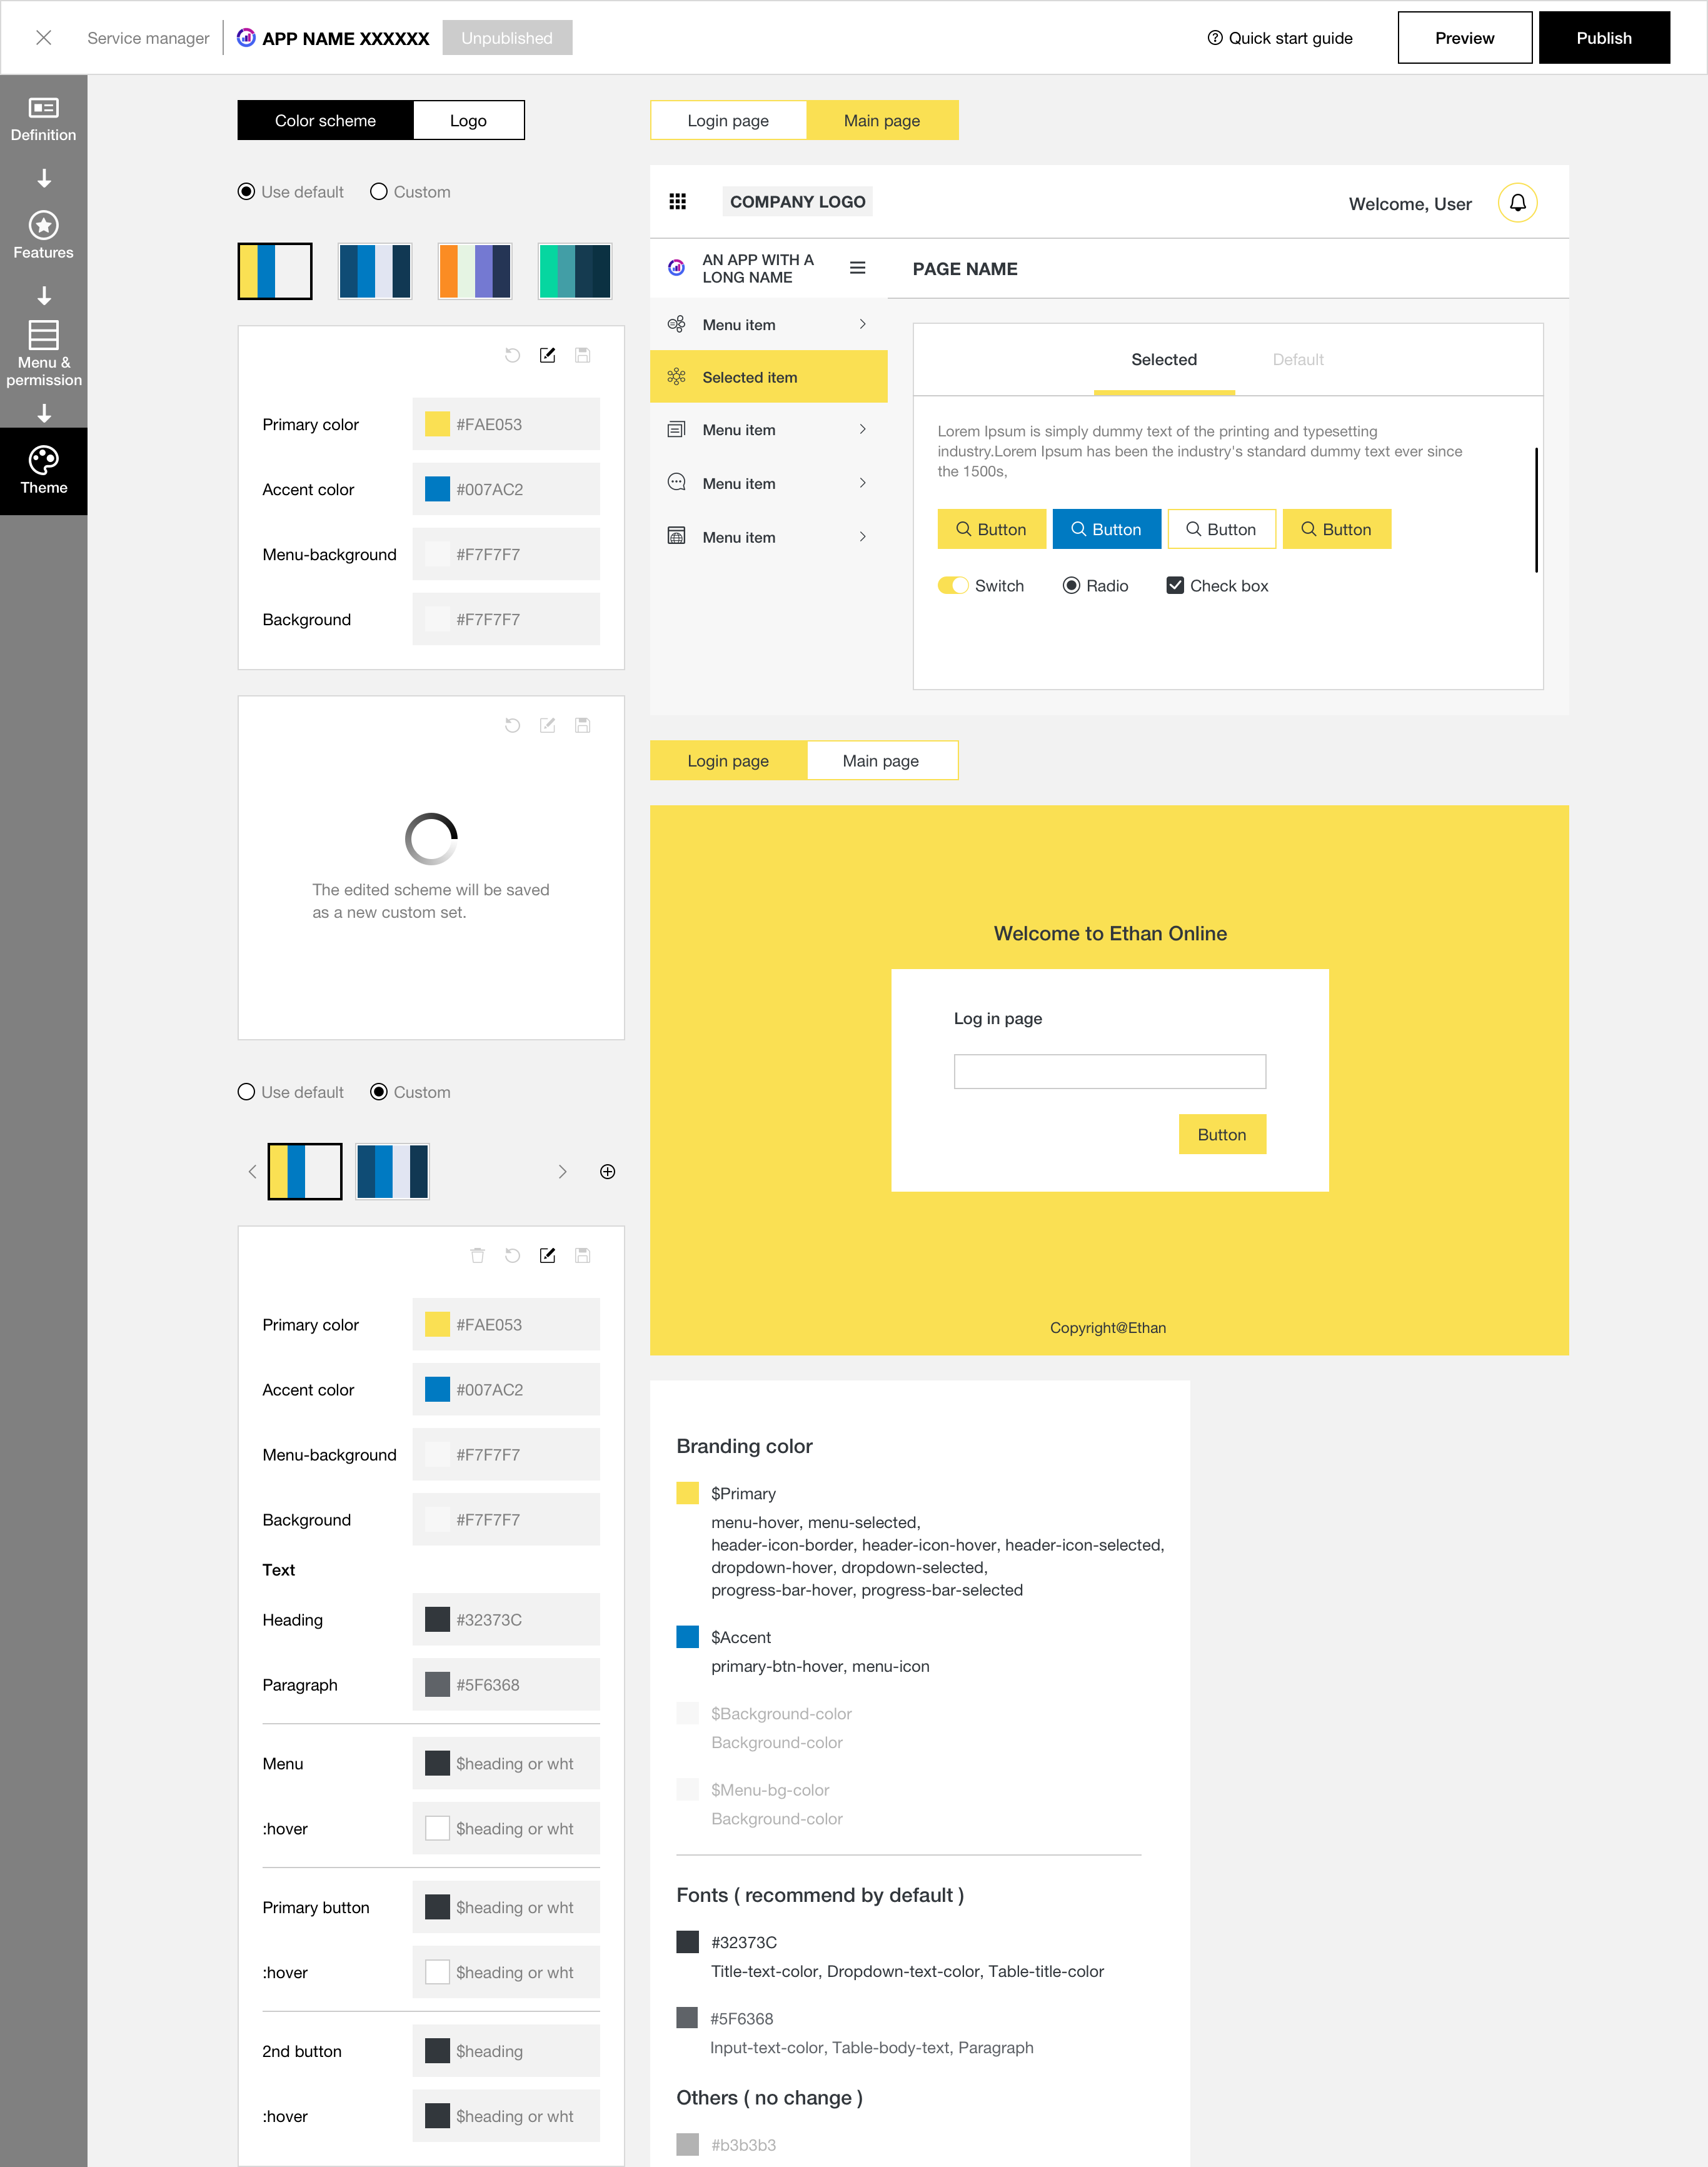 Service manager
APP NAME XXXXXX
Unpublished
Quick start guide
Preview
Publish
Definition
Features
Menu &
permission
Theme
Color scheme
Logo
Use default
Custom
Primary color
#FAE053
Accent color
#007AC2
Menu-background
#F7F7F7
Background
#F7F7F7
The edited scheme will be saved
as a new custom set.
Use default
Custom
Primary color
#FAE053
Accent color
#007AC2
Menu-background
#F7F7F7
Background
#F7F7F7
Text
Heading
#32373C
Paragraph
#5F6368
Menu
$heading or wht
:hover
$heading or wht
Primary button
$heading or wht
:hover
$heading or wht
2nd button
$heading
:hover
$heading or wht
Login page
Main page
COMPANY LOGO
Welcome, User
AN APP WITH A
LONG NAME
PAGE NAME
Menu item
Selected item
Menu item
Menu item
Menu item
Selected
Default
Lorem Ipsum is simply dummy text of the printing and typesetting
industry.Lorem Ipsum has been the industry's standard dummy text ever since
the 1500s,
Button
Button
Button
Button
Switch
Radio
Check box
Login page
Main page
Welcome to Ethan Online
Log in page
Button
Copyright@Ethan
Branding color
$Primary
menu-hover, menu-selected,
header-icon-border, header-icon-hover, header-icon-selected,
dropdown-hover, dropdown-selected,
progress-bar-hover, progress-bar-selected
$Accent
primary-btn-hover, menu-icon
$Background-color
Background-color
$Menu-bg-color
Background-color
Fonts ( recommend by default )
#32373C
Title-text-color, Dropdown-text-color, Table-title-color
#5F6368
Input-text-color, Table-body-text, Paragraph
Others ( no change )
#b3b3b3